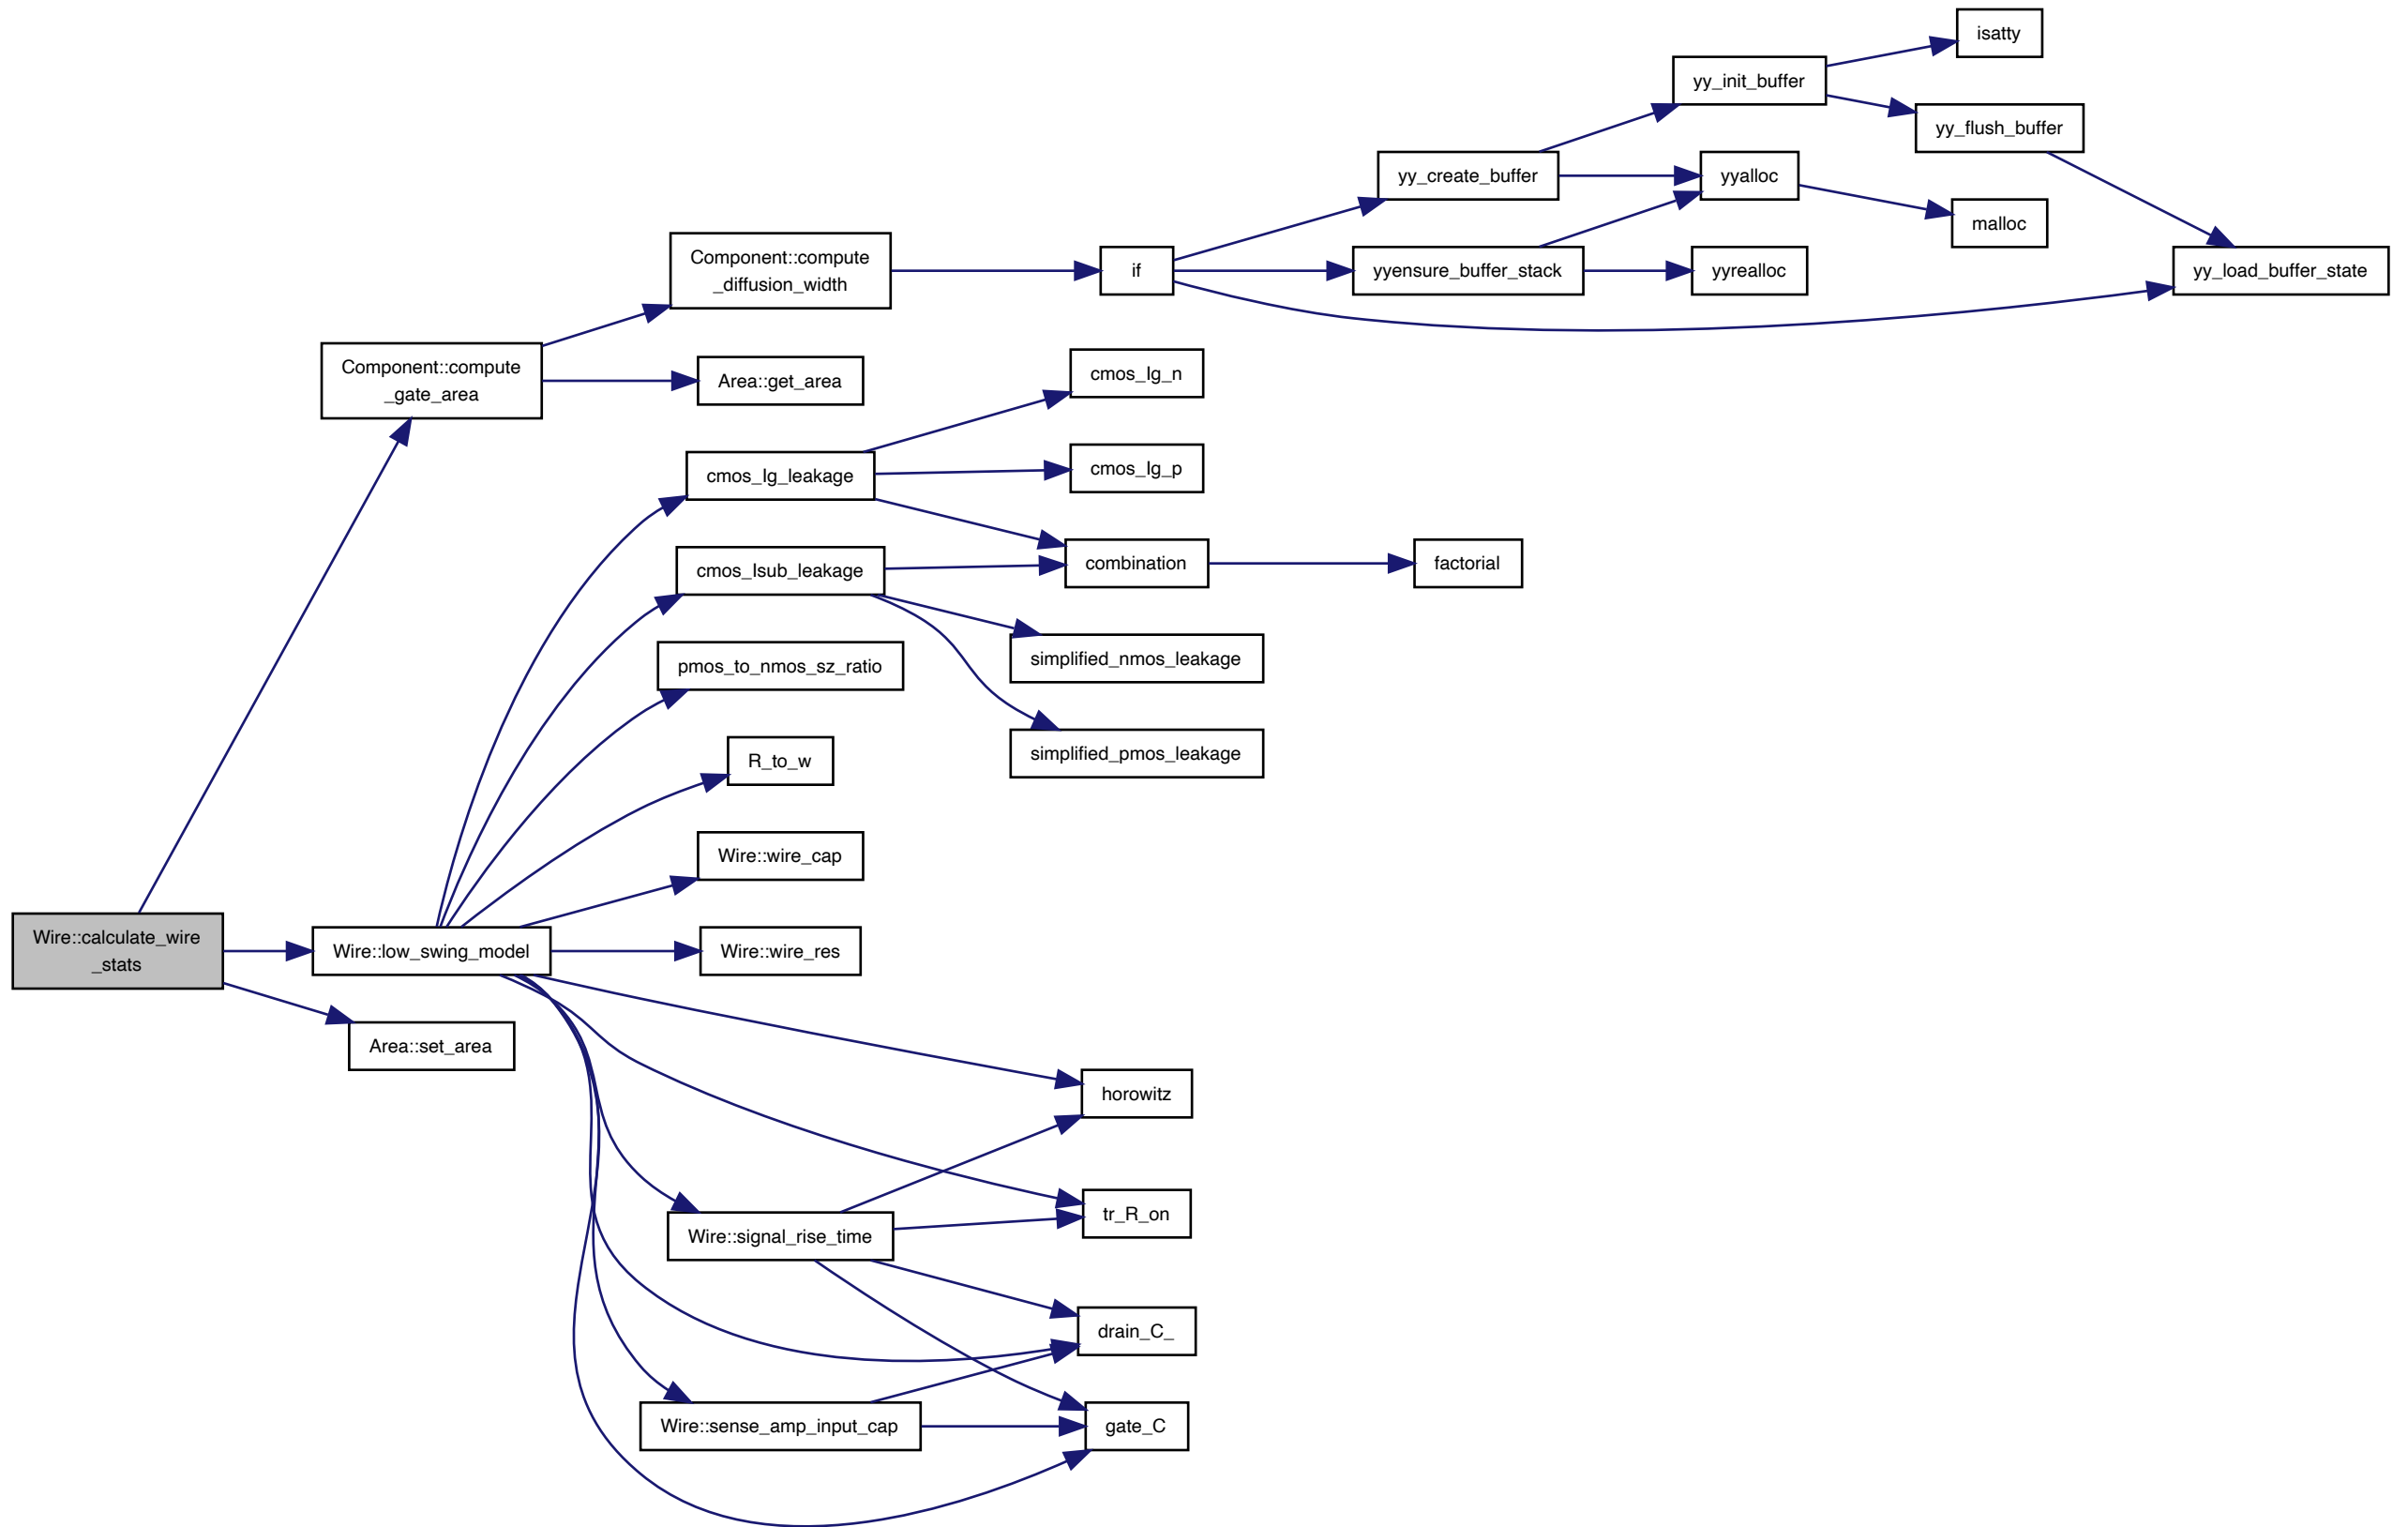 isatty
yy_init_buffer
yy_flush_buffer
yy_create_buffer
yyalloc
malloc
Component::compute
_diffusion_width
if
yyensure_buffer_stack
yyrealloc
yy_load_buffer_state
Component::compute
_gate_area
Area::get_area
cmos_Ig_n
cmos_Ig_leakage
cmos_Ig_p
cmos_Isub_leakage
combination
factorial
pmos_to_nmos_sz_ratio
simplified_nmos_leakage
R_to_w
simplified_pmos_leakage
Wire::wire_cap
Wire::calculate_wire
_stats
Wire::low_swing_model
Wire::wire_res
Area::set_area
horowitz
Wire::signal_rise_time
tr_R_on
drain_C_
Wire::sense_amp_input_cap
gate_C